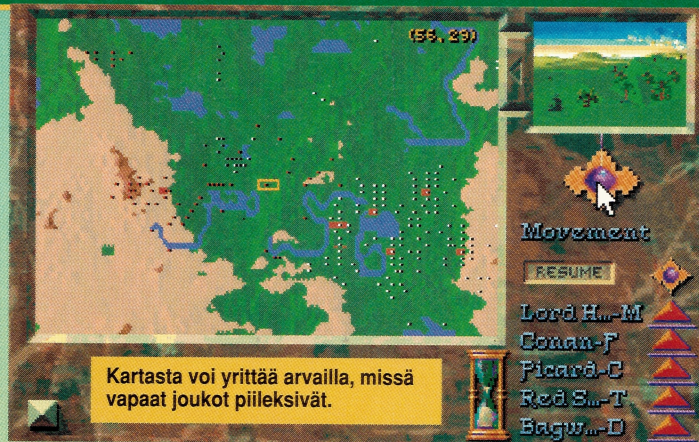 (56, 29)
Movement
RESUME
Lord H...-M
Conan-F
Picard-C
Red S...-T
Bagw...-D
Kartasta voi yrittää arvailla, missä
vapaat joukot piileksivät.